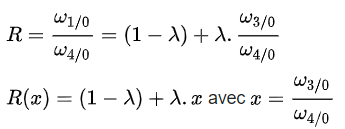 R = ω1/0 / ω4/0 = (1 − λ) + λ. ω3/0 / ω4/0
R(x) = (1 − λ) + λ. x avec x = ω3/0 / ω4/0